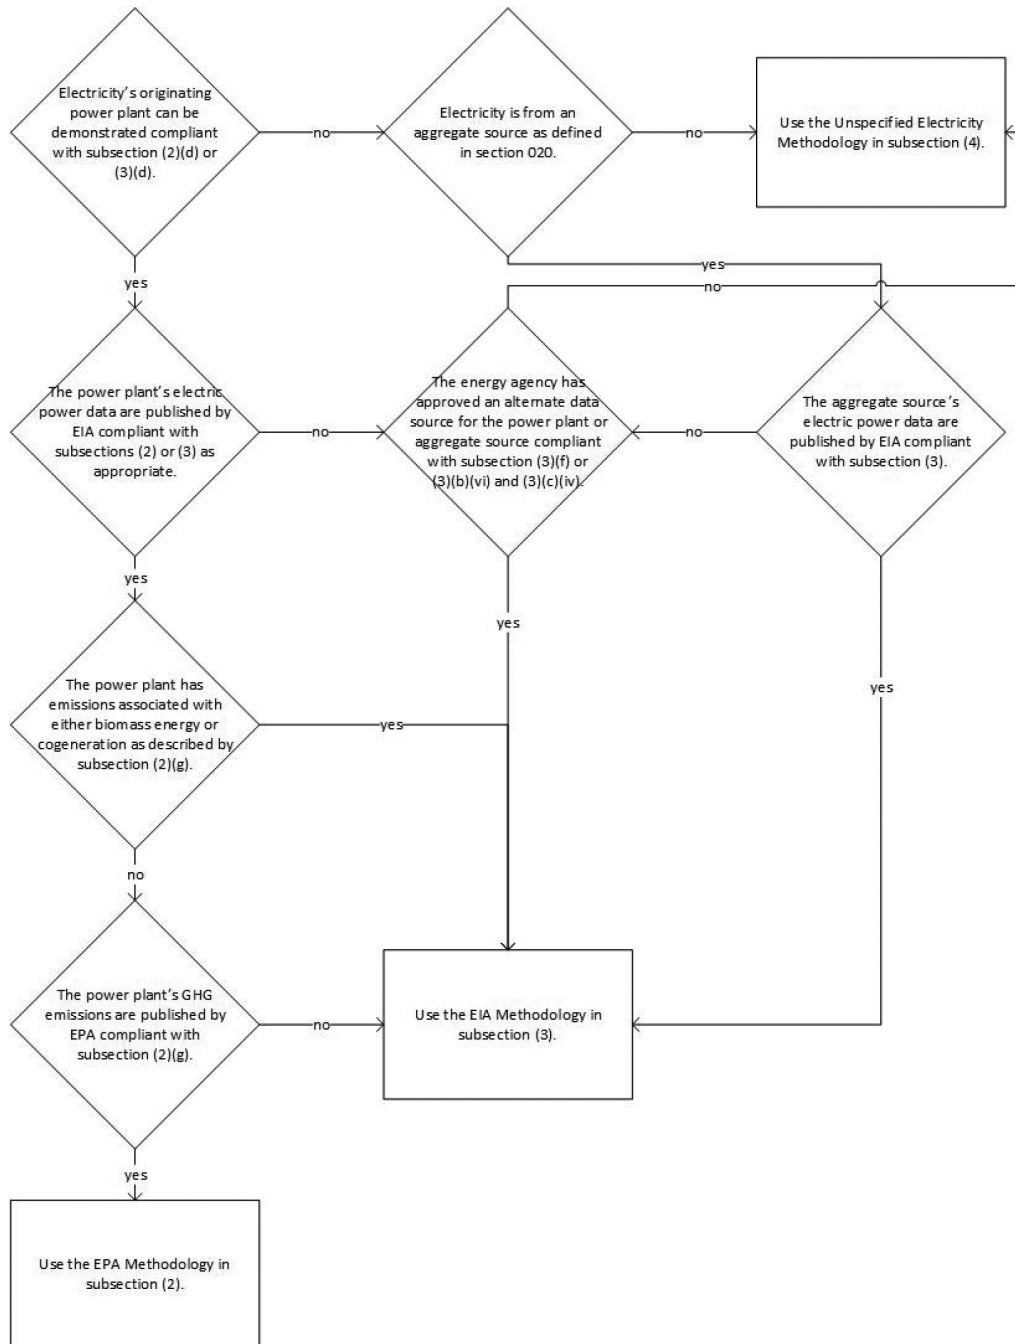 Electricity's originating
power plant can be
demonstrated compliant
with subsection (2)(d) or
(3)(d).
no
Electricity is from an
aggregate source as defined
in section 020.
no
Use the Unspecified Electricity
Methodology in subsection (4).
yes
no
yes
The power plant's electric
power data are published by
EIA compliant with
subsections (2) or (3) as
appropriate.
no
The energy agency has
approved an alternate data
source for the power plant or
aggregate source compliant
with subsection (3)(f) or
(3)(b)(vi) and (3)(c)(iv).
no
The aggregate source's
electric power data are
published by EIA compliant
with subsection (3).
yes
yes
yes
The power plant has
emissions associated with
either biomass energy or
cogeneration as described by
subsection (2)(g).
yes
no
The power plant's GHG
emissions are published by
EPA compliant with
subsection (2)(g).
no
Use the EIA Methodology in
subsection (3).
yes
Use the EPA Methodology in
subsection (2).